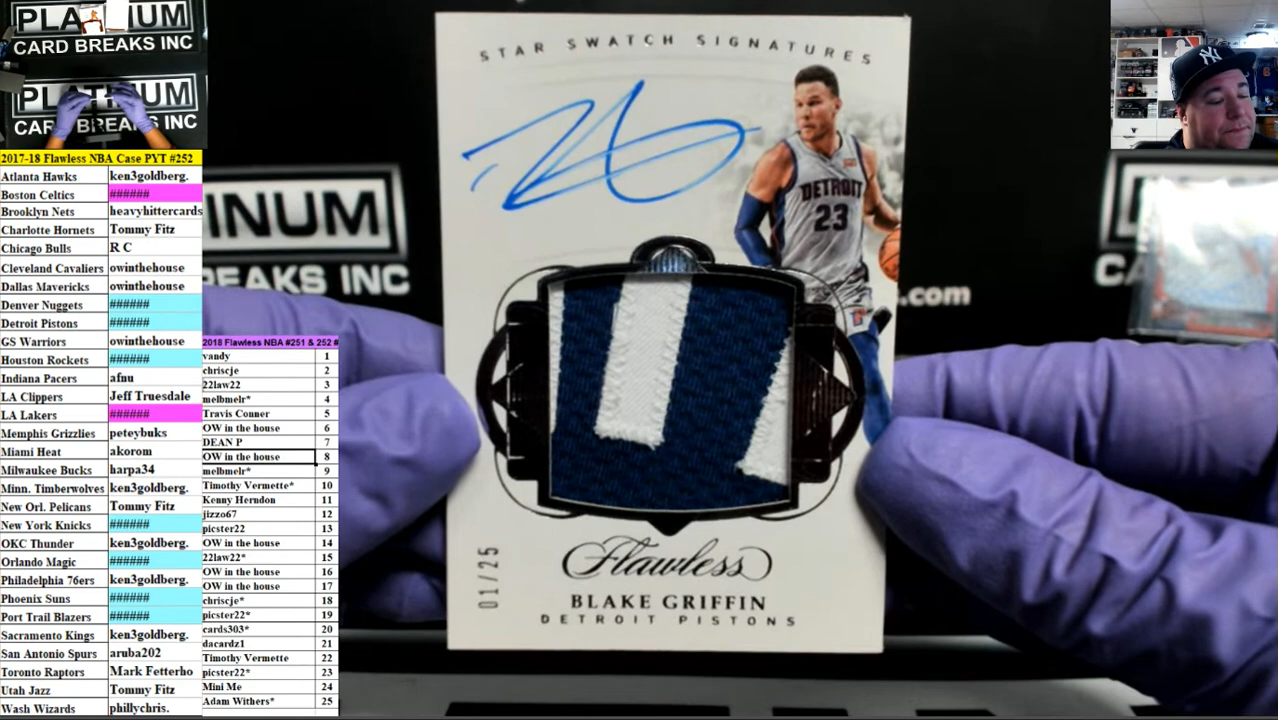 PLA UM
CARD BREAKS INC
PLATINUM
CARD BREAKS INC
2017-18 Flawless NBA Case PYT #252
Atlanta Hawks ken3goldberg.
Boston Celtics ######
Brooklyn Nets heavyhittercards
Charlotte Hornets Tommy Fitz
Chicago Bulls R C
Cleveland Cavaliers owinthehouse
Dallas Mavericks owinthehouse
Denver Nuggets ######
Detroit Pistons ######
GS Warriors owinthehouse
Houston Rockets ######
Indiana Pacers afnu
LA Clippers Jeff Truesdale
LA Lakers ######
Memphis Grizzlies peteybuks
Miami Heat akorom
Milwaukee Bucks harpa34
Minn. Timberwolves ken3goldberg.
New Orl. Pelicans Tommy Fitz
New York Knicks ######
OKC Thunder ken3goldberg.
Orlando Magic ######
Philadelphia 76ers ken3goldberg.
Phoenix Suns ######
Port Trail Blazers ######
Sacramento Kings ken3goldberg.
San Antonio Spurs aruba202
Toronto Raptors Mark Fetterho
Utah Jazz Tommy Fitz
Wash Wizards phillychris.
2018 Flawless NBA #251 & 252 #
vandy 1
chriscje 2
22law22 3
melbmelr* 4
Travis Conner 5
OW in the house 6
DEAN P 7
OW in the house 8
melbmelr* 9
Timothy Vermette* 10
Kenny Herndon 11
jizzo67 12
picster22 13
OW in the house 14
22law22* 15
OW in the house 16
OW in the house 17
chriscje* 18
picster22* 19
cards303* 20
dacardz1 21
Timothy Vermette 22
picster22* 23
Mini Me 24
Adam Withers* 25
STAR SWATCH SIGNATURES
DETROIT
23
01/25
Flawless
BLAKE GRIFFIN
DETROIT PISTONS
INUM
EAKS INC
.com
CA
NY